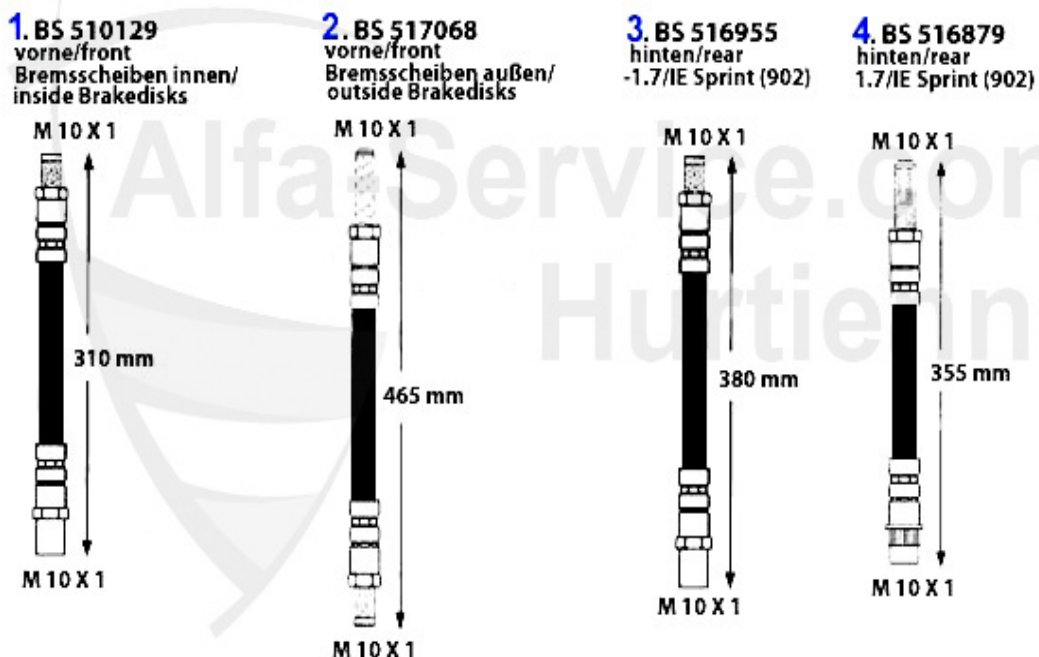 1. BS 510129
vorne/front
Bremsscheiben innen/
inside Brakedisks
M 10 X 1
310 mm
M 10 X 1
2. BS 517068
vorne/front
Bremsscheiben außen/
outside Brakedisks
M 10 X 1
465 mm
M 10 X 1
3. BS 516955
hinten/rear
-1.7/IE Sprint (902)
M 10 X 1
380 mm
M 10 X 1
4. BS 516879
hinten/rear
1.7/IE Sprint (902)
M 10 X 1
355 mm
M 10 X 1
Alfa-Service.com
Hurtienn